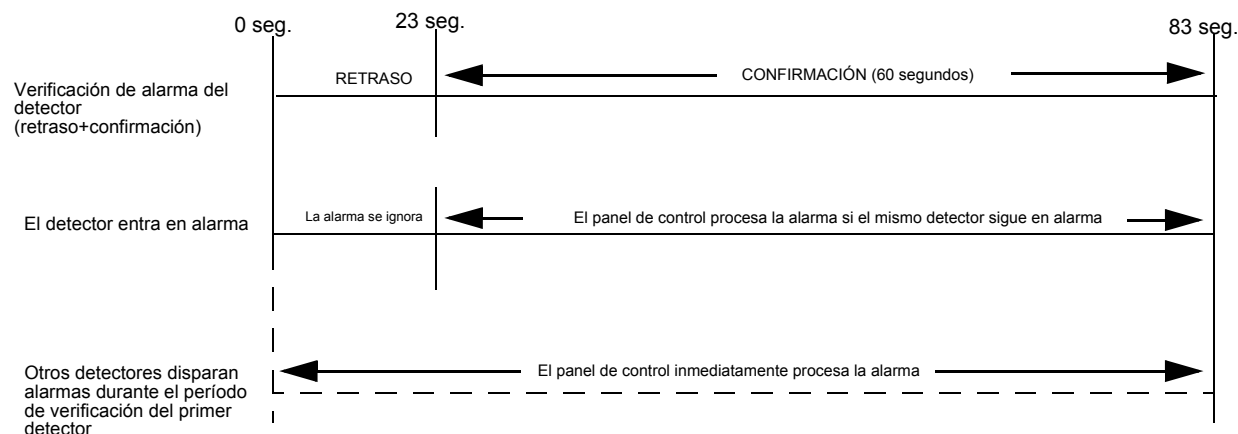 0 seg.
23 seg.
83 seg.
Verificación de alarma del
detector
(retraso+confirmación)
RETRASO
CONFIRMACIÓN (60 segundos)
El detector entra en alarma
La alarma se ignora
El panel de control procesa la alarma si el mismo detector sigue en alarma
Otros detectores disparan
alarmas durante el período
de verificación del primer
detector
El panel de control inmediatamente procesa la alarma